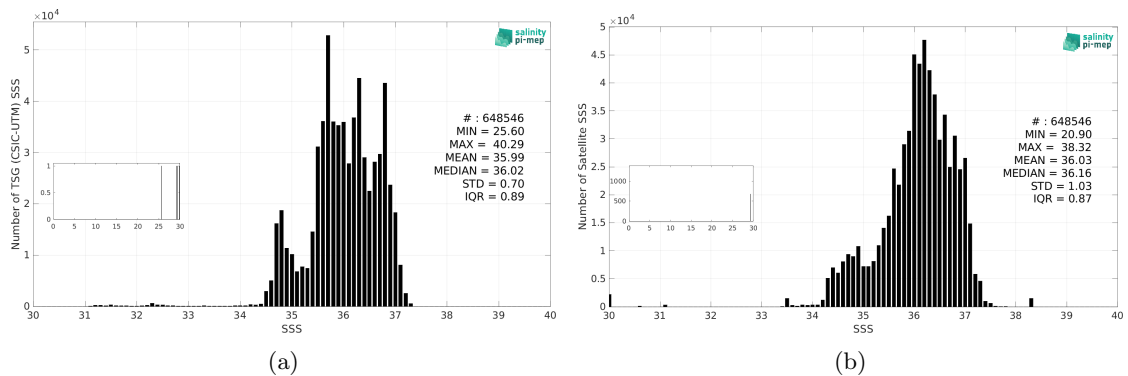 ×10⁴
5
4
3
2
1
0
Number of TSG (CSIC-UTM) SSS
30 31 32 33 34 35 36 37 38 39 40
SSS
salinity
pi-mep
# : 648546
MIN = 25.60
MAX = 40.29
MEAN = 35.99
MEDIAN = 36.02
STD = 0.70
IQR = 0.89
1
0.5
0
0 5 10 15 20 25 30
(a)
×10⁴
5
4.5
4
3.5
3
2.5
2
1.5
1
0.5
0
Number of Satellite SSS
30 31 32 33 34 35 36 37 38 39 40
SSS
salinity
pi-mep
# : 648546
MIN = 20.90
MAX = 38.32
MEAN = 36.03
MEDIAN = 36.16
STD = 1.03
IQR = 0.87
1000
500
0
0 5 10 15 20 25 30
(b)